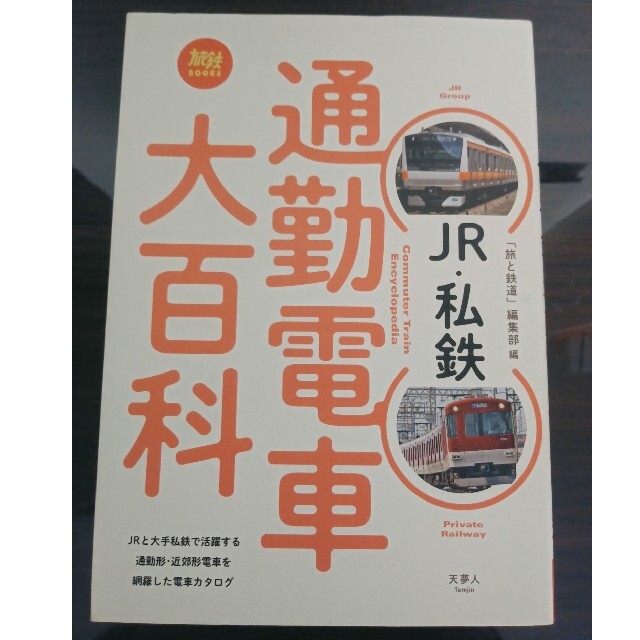 旅鉄
BOOKS
JR
Group
JR・私鉄
「旅と鉄道」編集部 編
通勤電車
大百科
Commuter Train
Encyclopedia
Private
Railway
JRと大手私鉄で活躍する
通勤形・近郊形電車を
網羅した電車カタログ
天夢人
Temjin